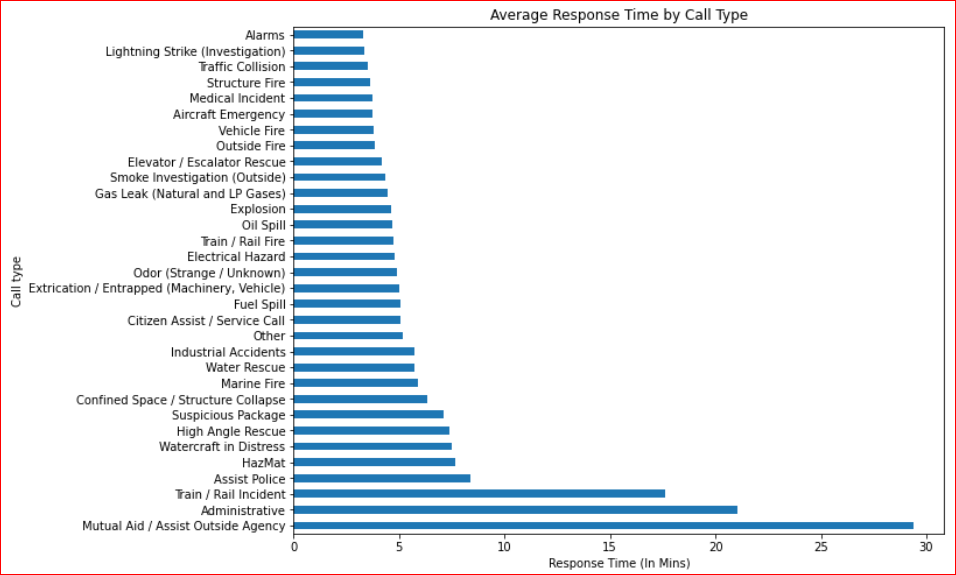 Average Response Time by Call Type
Alarms
Lightning Strike (Investigation)
Traffic Collision
Structure Fire
Medical Incident
Aircraft Emergency
Vehicle Fire
Outside Fire
Elevator / Escalator Rescue
Smoke Investigation (Outside)
Gas Leak (Natural and LP Gases)
Explosion
Oil Spill
Train / Rail Fire
Electrical Hazard
Odor (Strange / Unknown)
Extrication / Entrapped (Machinery, Vehicle)
Fuel Spill
Citizen Assist / Service Call
Other
Industrial Accidents
Water Rescue
Marine Fire
Confined Space / Structure Collapse
Suspicious Package
High Angle Rescue
Watercraft in Distress
HazMat
Assist Police
Train / Rail Incident
Administrative
Mutual Aid / Assist Outside Agency
Call type
0 5 10 15 20 25 30
Response Time (In Mins)